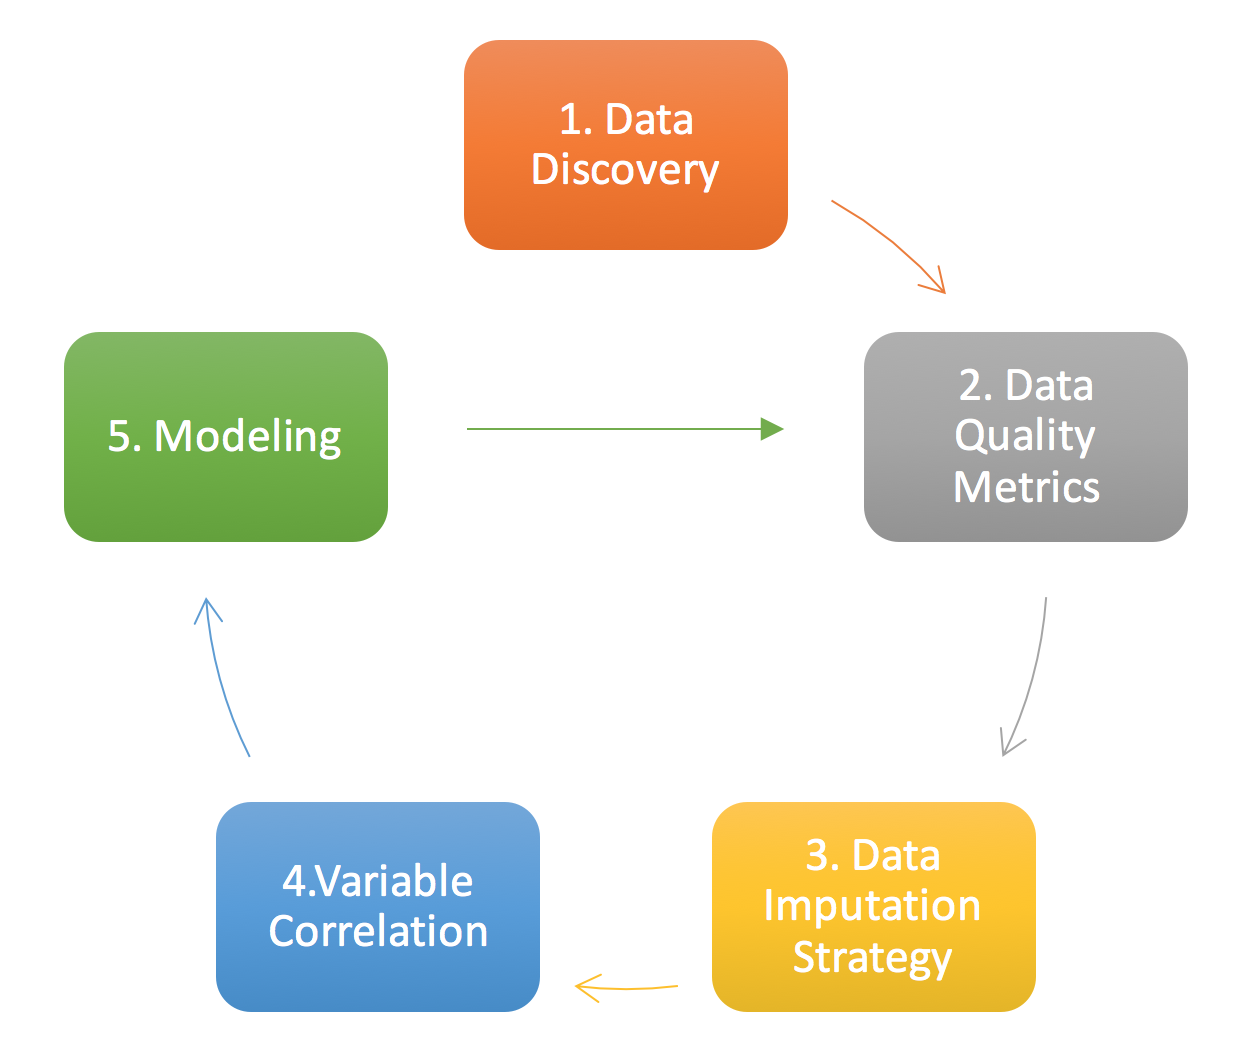 1. Data
Discovery
2. Data
Quality
Metrics
3. Data
Imputation
Strategy
4.Variable
Correlation
5. Modeling